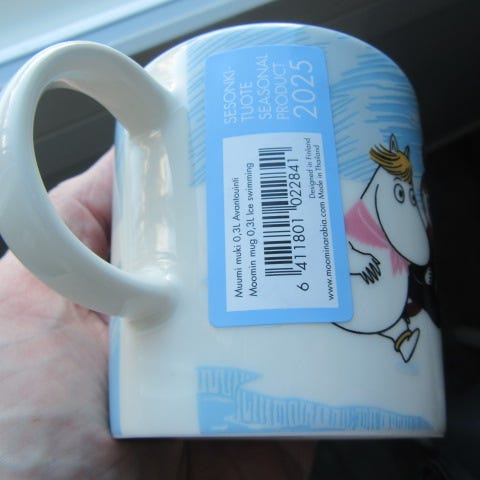 SESONKI-
TUOTE
SEASONAL
PRODUCT
2025
Muumi muki 0,3L Avantouinti
Moomin mug 0,3L Ice swimming
6 411801 022841
Designed in Finland
www.moominarabia.com Made in Thailand